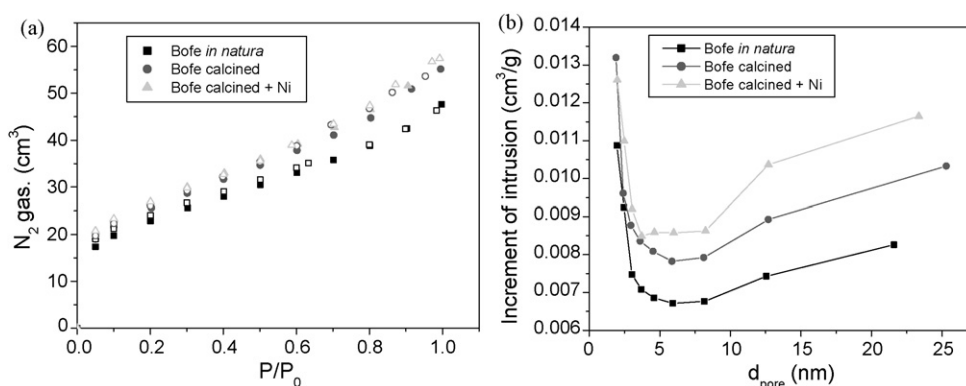 (a)
Bofe in natura
Bofe calcined
Bofe calcined + Ni
N2 gas. (cm³)
60
50
40
30
20
10
0
0.0 0.2 0.4 0.6 0.8 1.0
P/P0
(b)
Bofe in natura
Bofe calcined
Bofe calcined + Ni
Increment of intrusion (cm³/g)
0.014
0.013
0.012
0.011
0.010
0.009
0.008
0.007
0.006
0 5 10 15 20 25
dpore (nm)